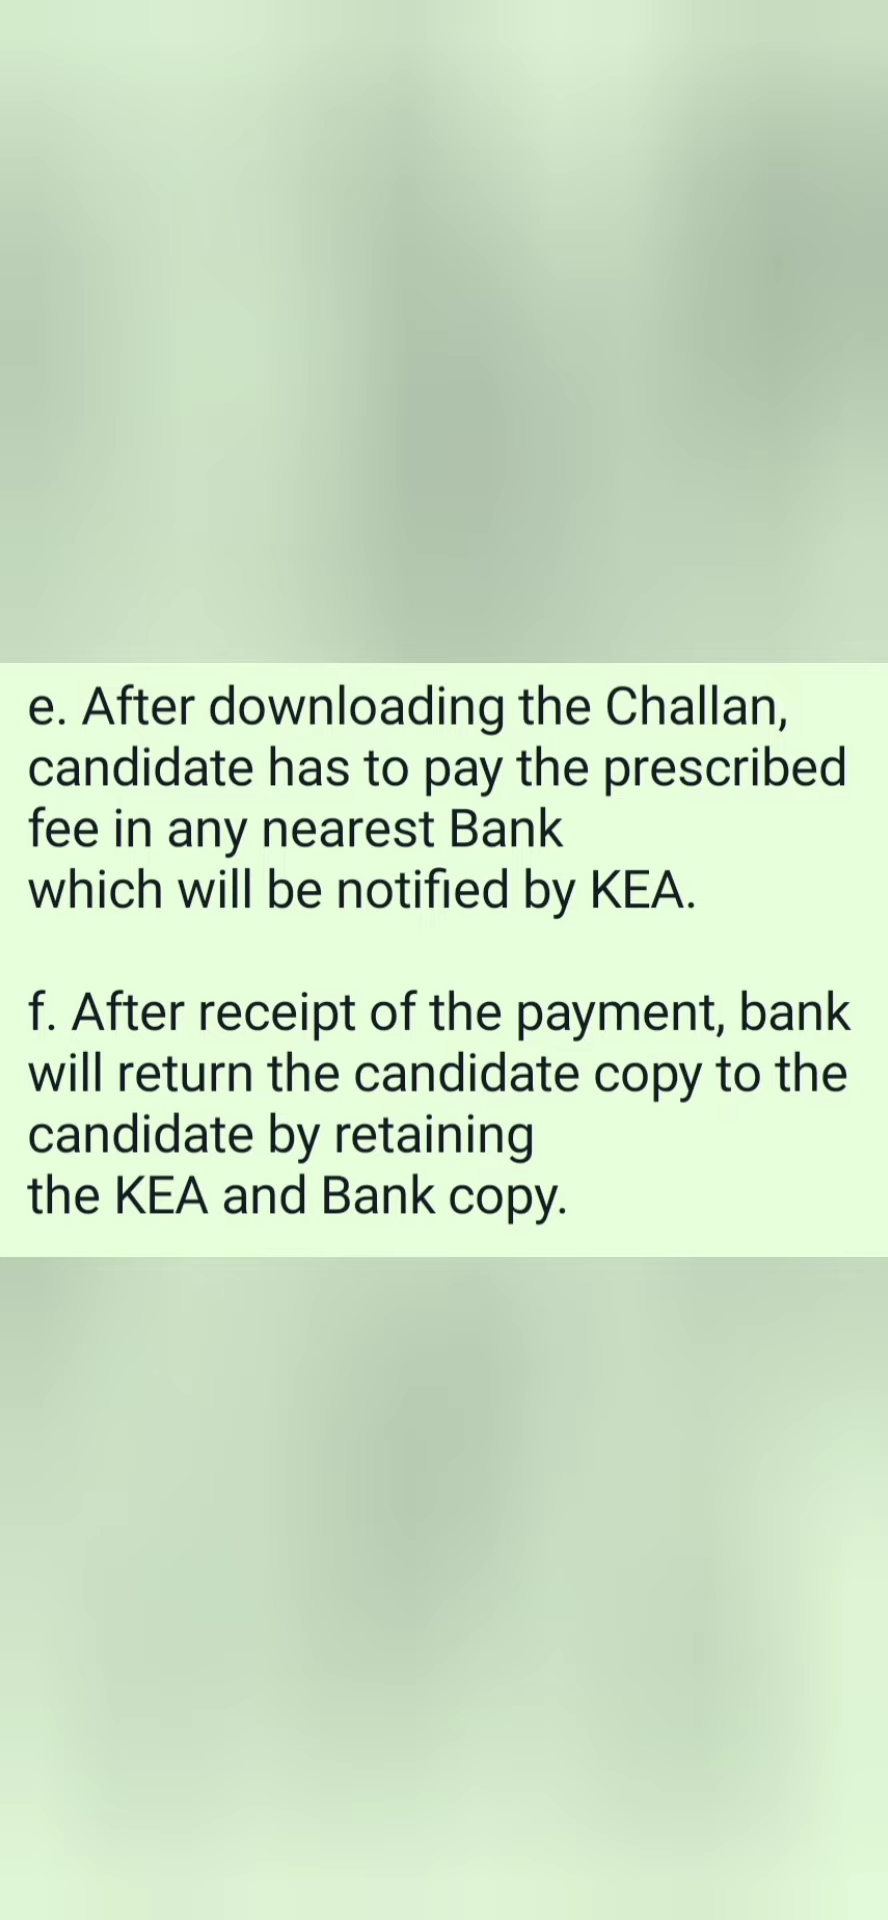 e. After downloading the Challan,
candidate has to pay the prescribed
fee in any nearest Bank
which will be notified by KEA.
f. After receipt of the payment, bank
will return the candidate copy to the
candidate by retaining
the KEA and Bank copy.